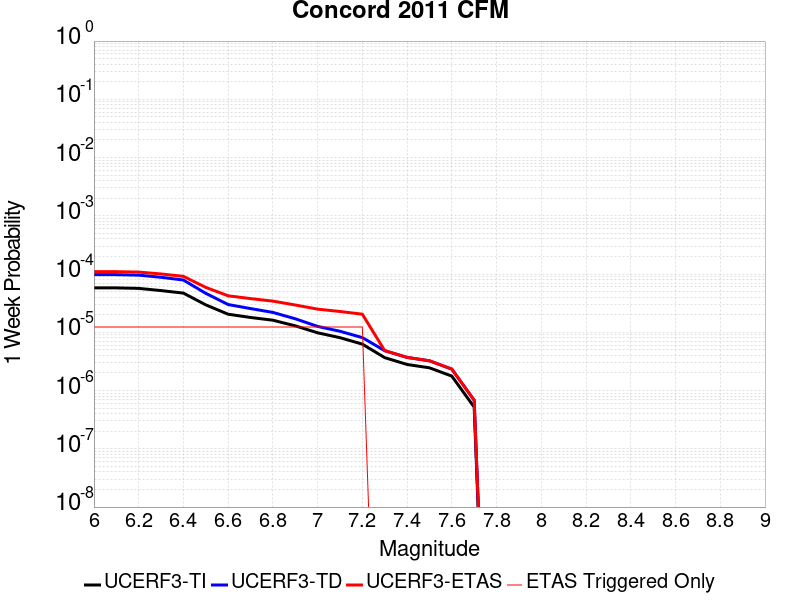 Concord 2011 CFM
10^0
10^-1
10^-2
10^-3
10^-4
10^-5
10^-6
10^-7
10^-8
1 Week Probability
6 6.2 6.4 6.6 6.8 7 7.2 7.4 7.6 7.8 8 8.2 8.4 8.6 8.8 9
Magnitude
UCERF3-TI UCERF3-TD UCERF3-ETAS ETAS Triggered Only